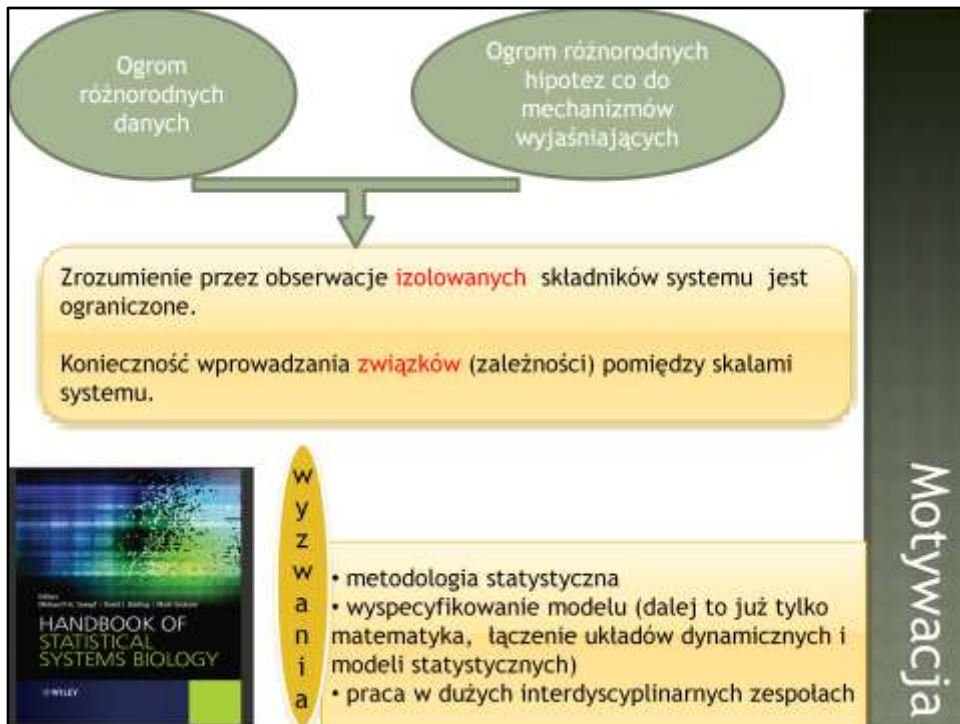 Ogrom
różnorodnych
danych
Ogrom różnorodnych
hipotez co do
mechanizmów
wyjaśniających
Zrozumienie przez obserwacje izolowanych składników systemu jest
ograniczone.
Konieczność wprowadzania związków (zależności) pomiędzy skalami
systemu.
HANDBOOK OF
STATISTICAL
SYSTEMS BIOLOGY
WILEY
wyzwania
• metodologia statystyczna
• wyspecyfikowanie modelu (dalej to już tylko
matematyka, łączenie układów dynamicznych i
modeli statystycznych)
• praca w dużych interdyscyplinarnych zespołach
Motywacja